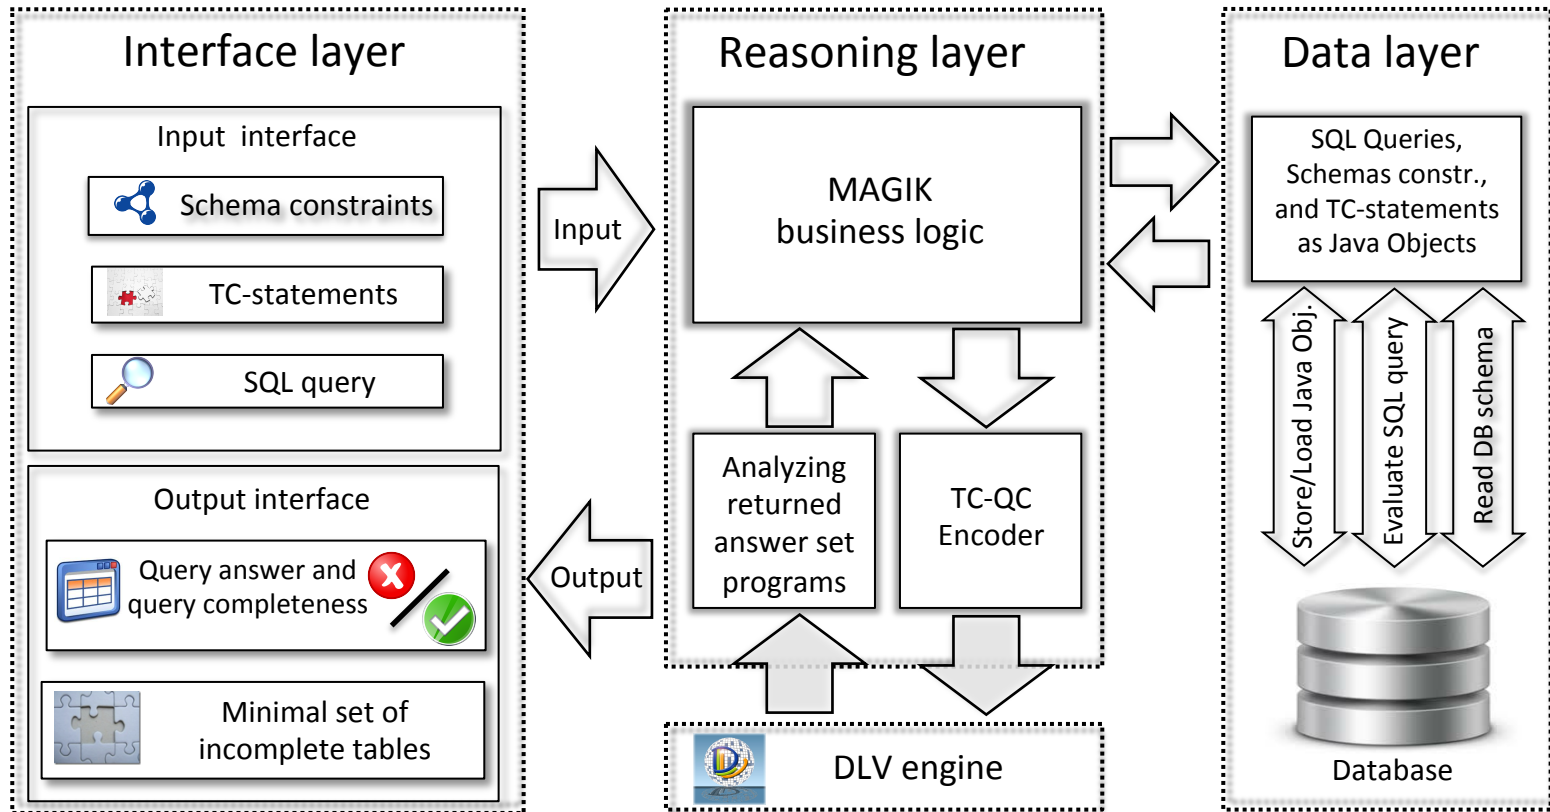 Interface layer
Input interface
Schema constraints
TC-statements
SQL query
Output interface
Query answer and
query completeness
Minimal set of
incomplete tables
Input
Output
Reasoning layer
MAGIK
business logic
Analyzing
returned
answer set
programs
TC-QC
Encoder
DLV engine
Data layer
SQL Queries,
Schemas constr.,
and TC-statements
as Java Objects
Store/Load Java Obj.
Evaluate SQL query
Read DB schema
Database